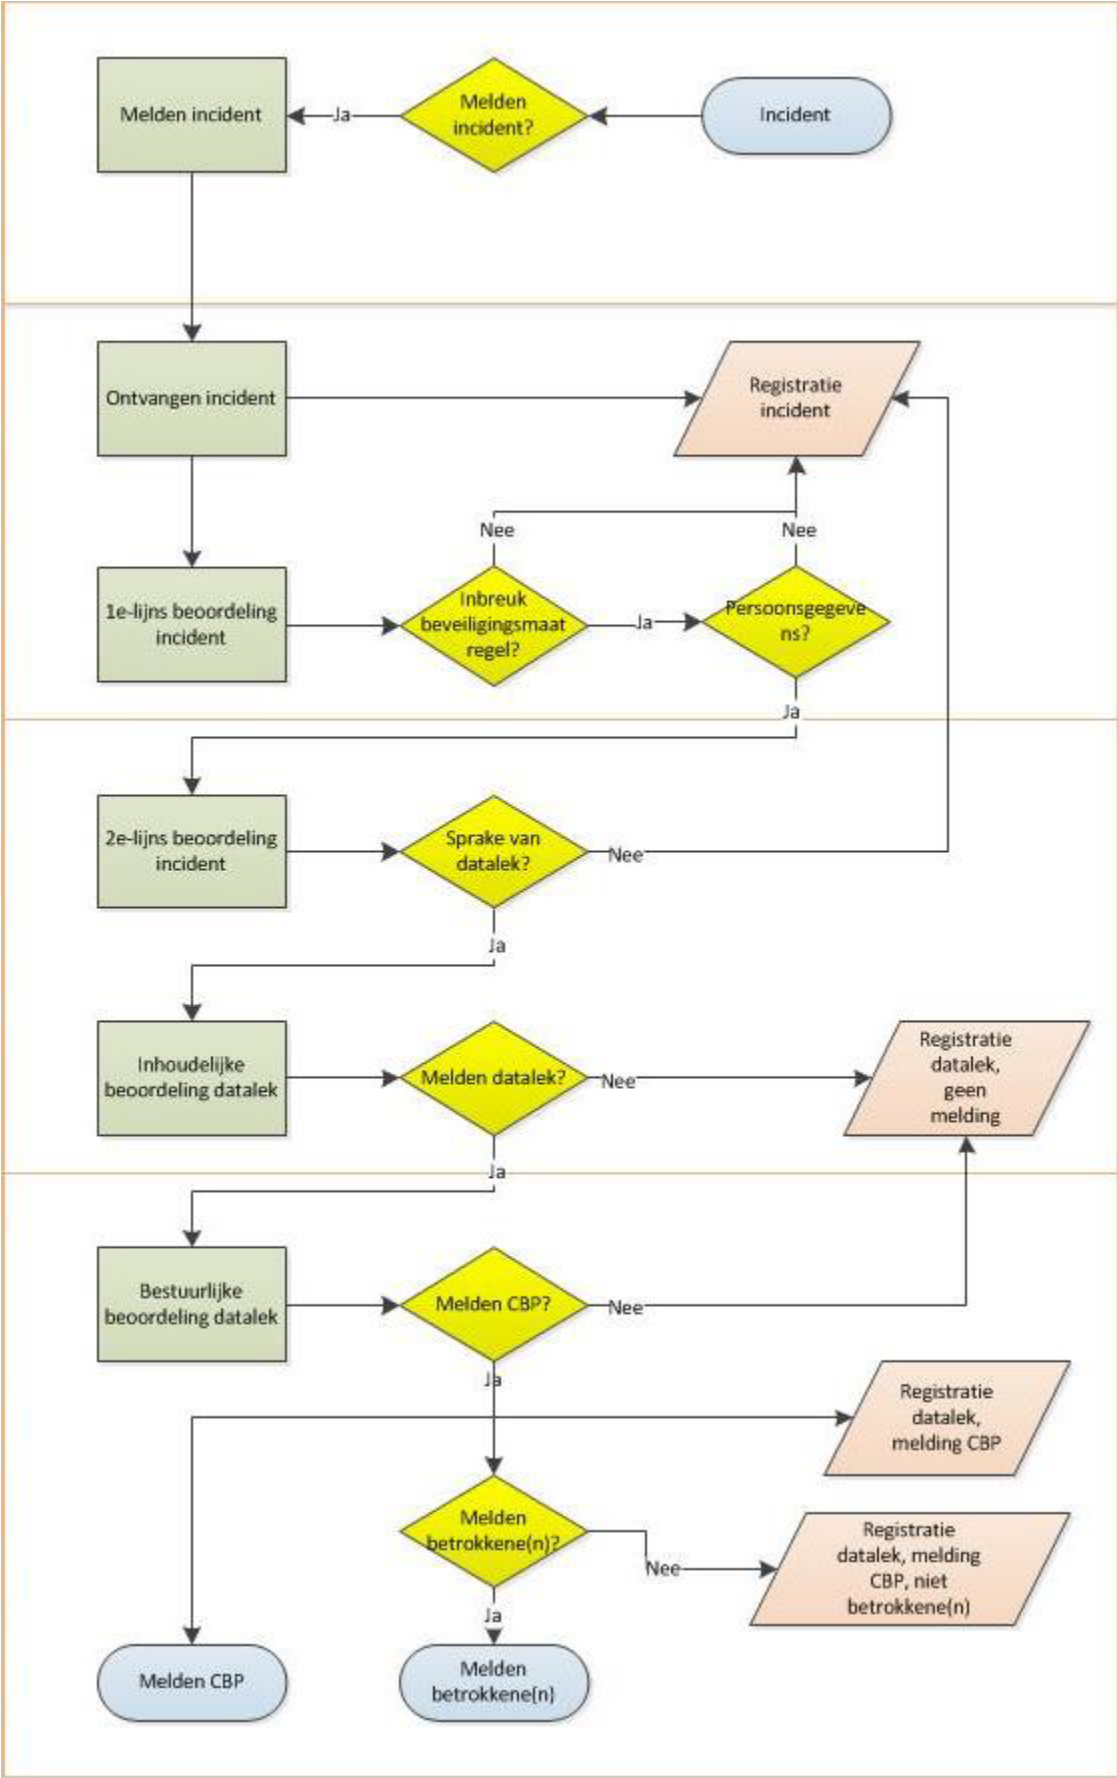 Melden incident
Ja
Melden
incident?
Incident
Ontvangen incident
Registratie
incident
Nee
Nee
1e-lijns beoordeling
incident
Inbreuk
beveiligingsmaat
regel?
Ja
Persoonsgegeve
ns?
Ja
2e-lijns beoordeling
incident
Sprake van
datalek?
Nee
Ja
Inhoudelijke
beoordeling datalek
Melden datalek?
Nee
Registratie
datalek,
geen
melding
Ja
Bestuurlijke
beoordeling datalek
Melden CBP?
Nee
Ja
Registratie
datalek,
melding CBP
Melden
betrokkene(n)?
Nee
Registratie
datalek, melding
CBP, niet
betrokkene(n)
Ja
Melden CBP
Melden
betrokkene(n)